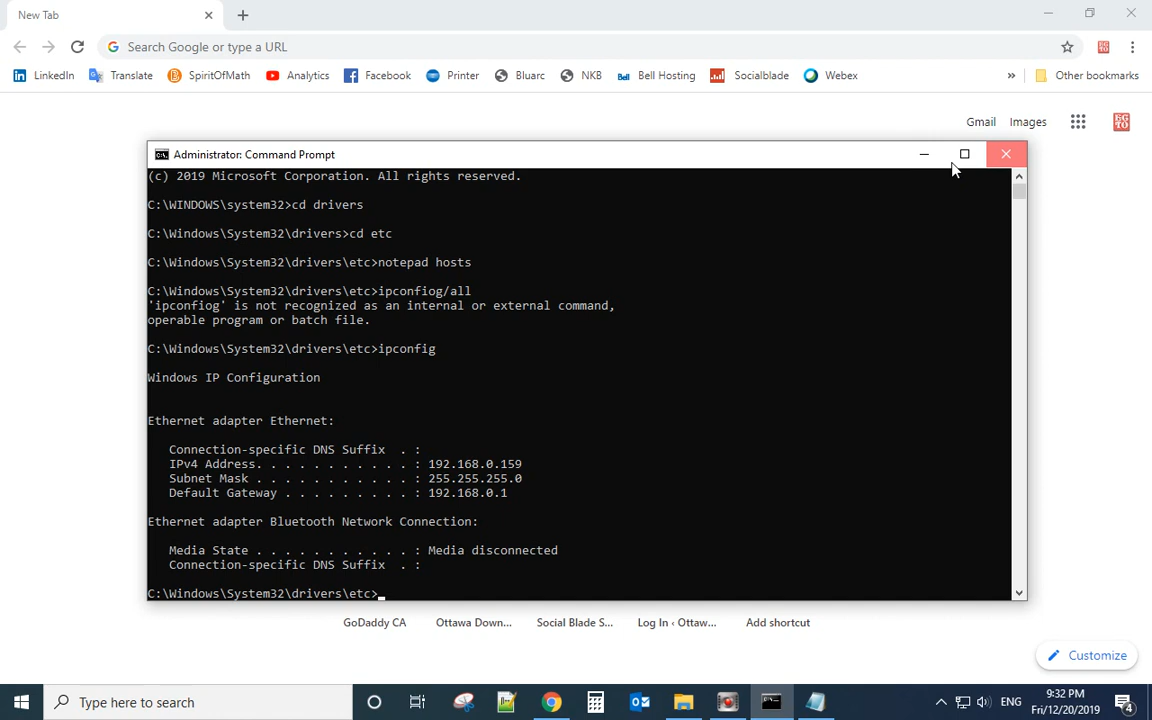 New Tab
Search Google or type a URL
LinkedIn Translate SpiritOfMath Analytics Facebook Printer Bluarc NKB Bell Bell Hosting Socialblade Webex » Other bookmarks
Gmail Images
Administrator: Command Prompt
(c) 2019 Microsoft Corporation. All rights reserved.
C:\WINDOWS\system32>cd drivers
C:\Windows\System32\drivers>cd etc
C:\Windows\System32\drivers\etc>notepad hosts
C:\Windows\System32\drivers\etc>ipconfiog/all
'ipconfiog' is not recognized as an internal or external command,
operable program or batch file.
C:\Windows\System32\drivers\etc>ipconfig
Windows IP Configuration
Ethernet adapter Ethernet:
Connection-specific DNS Suffix  . :
IPv4 Address. . . . . . . . . . . : 192.168.0.159
Subnet Mask . . . . . . . . . . . : 255.255.255.0
Default Gateway . . . . . . . . . : 192.168.0.1
Ethernet adapter Bluetooth Network Connection:
Media State . . . . . . . . . . . : Media disconnected
Connection-specific DNS Suffix  . :
C:\Windows\System32\drivers\etc>
GoDaddy CA Ottawa Down... Social Blade S... Log In ‹ Ottaw... Add shortcut
Customize
Type here to search
ENG
9:32 PM
Fri/12/20/2019
4